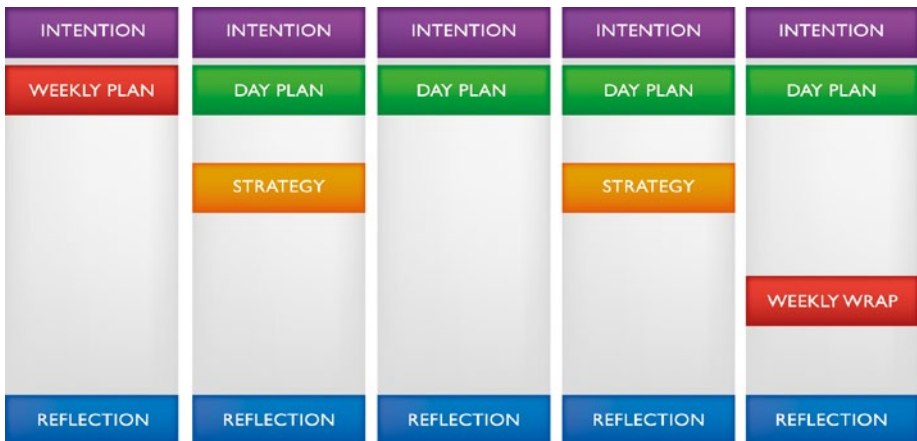 INTENTION
INTENTION
INTENTION
INTENTION
INTENTION
WEEKLY PLAN
DAY PLAN
DAY PLAN
DAY PLAN
DAY PLAN
STRATEGY
STRATEGY
WEEKLY WRAP
REFLECTION
REFLECTION
REFLECTION
REFLECTION
REFLECTION